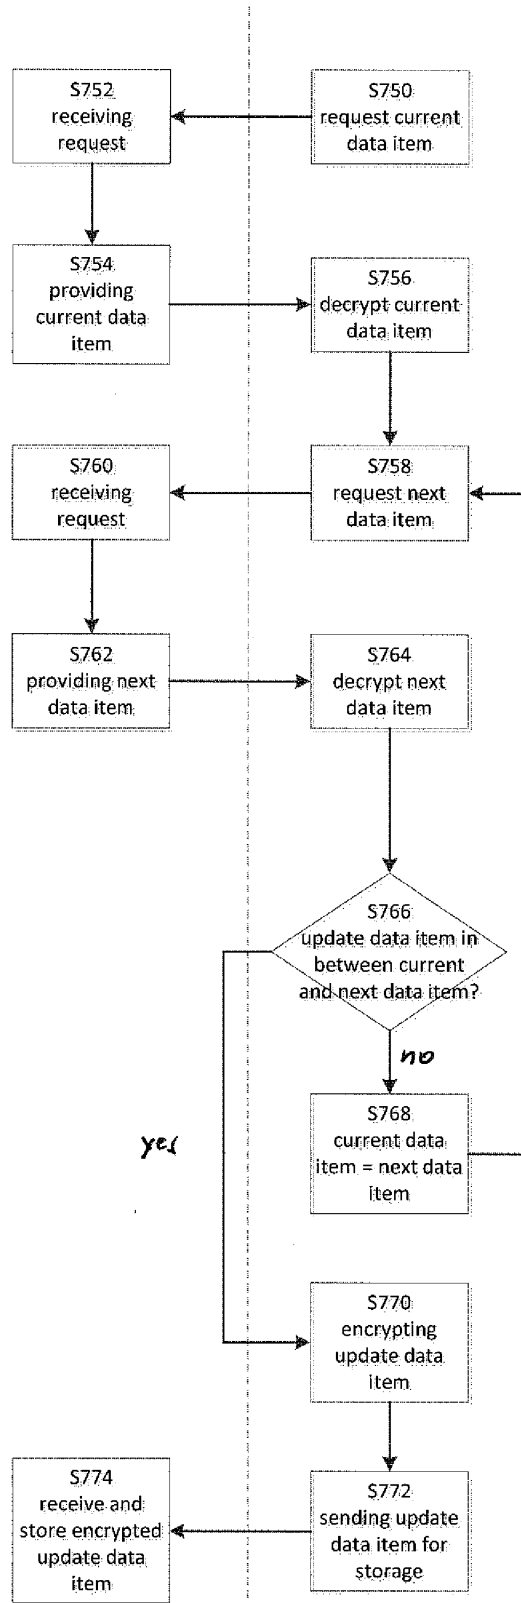 S752
receiving
request
S750
request current
data item
S754
providing
current data
item
S756
decrypt current
data item
S760
receiving
request
S758
request next
data item
S762
providing next
data item
S764
decrypt next
data item
S766
update data item in
between current
and next data item?
no
S768
current data
item = next data
item
yes
S770
encrypting
update data
item
S774
receive and
store encrypted
update data
item
S772
sending update
data item for
storage